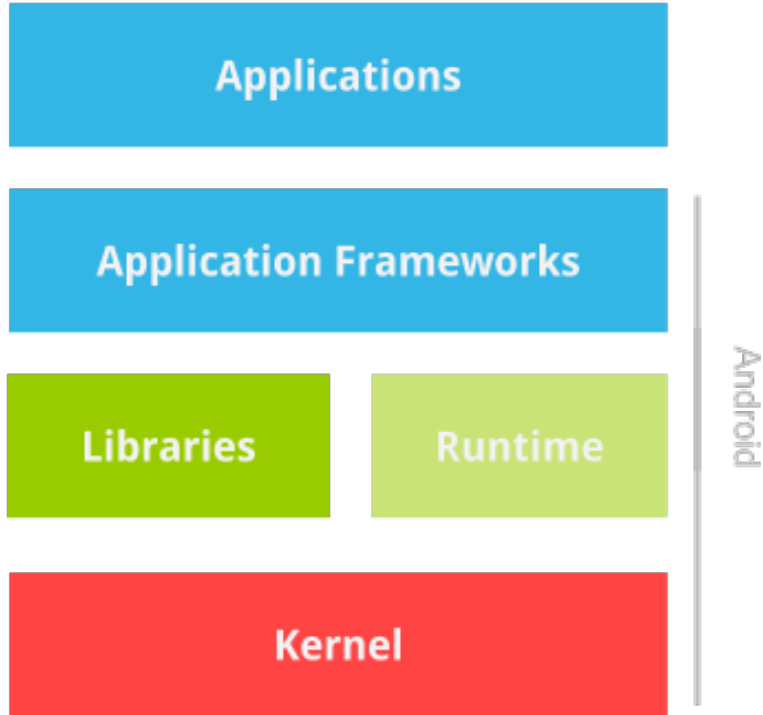 Applications
Application Frameworks
Android
Libraries
Runtime
Kernel